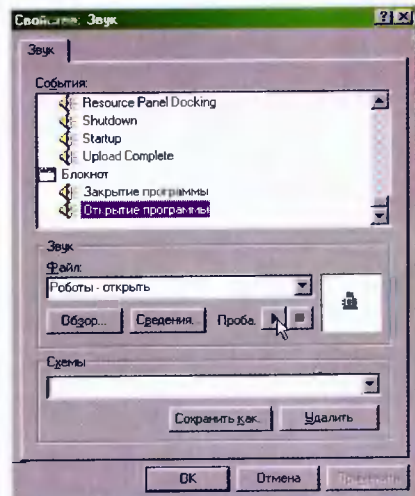 Свойства: Звук
Звук
События:
Resource Panel Docking
Shutdown
Startup
Upload Complete
Блокнот
Закрытие программы
Открытие программы
Звук
Файл:
Роботы - открыть
Обзор... Сведения. Проба.
Схемы
Сохранить как. Удалить
OK Отмена Применить